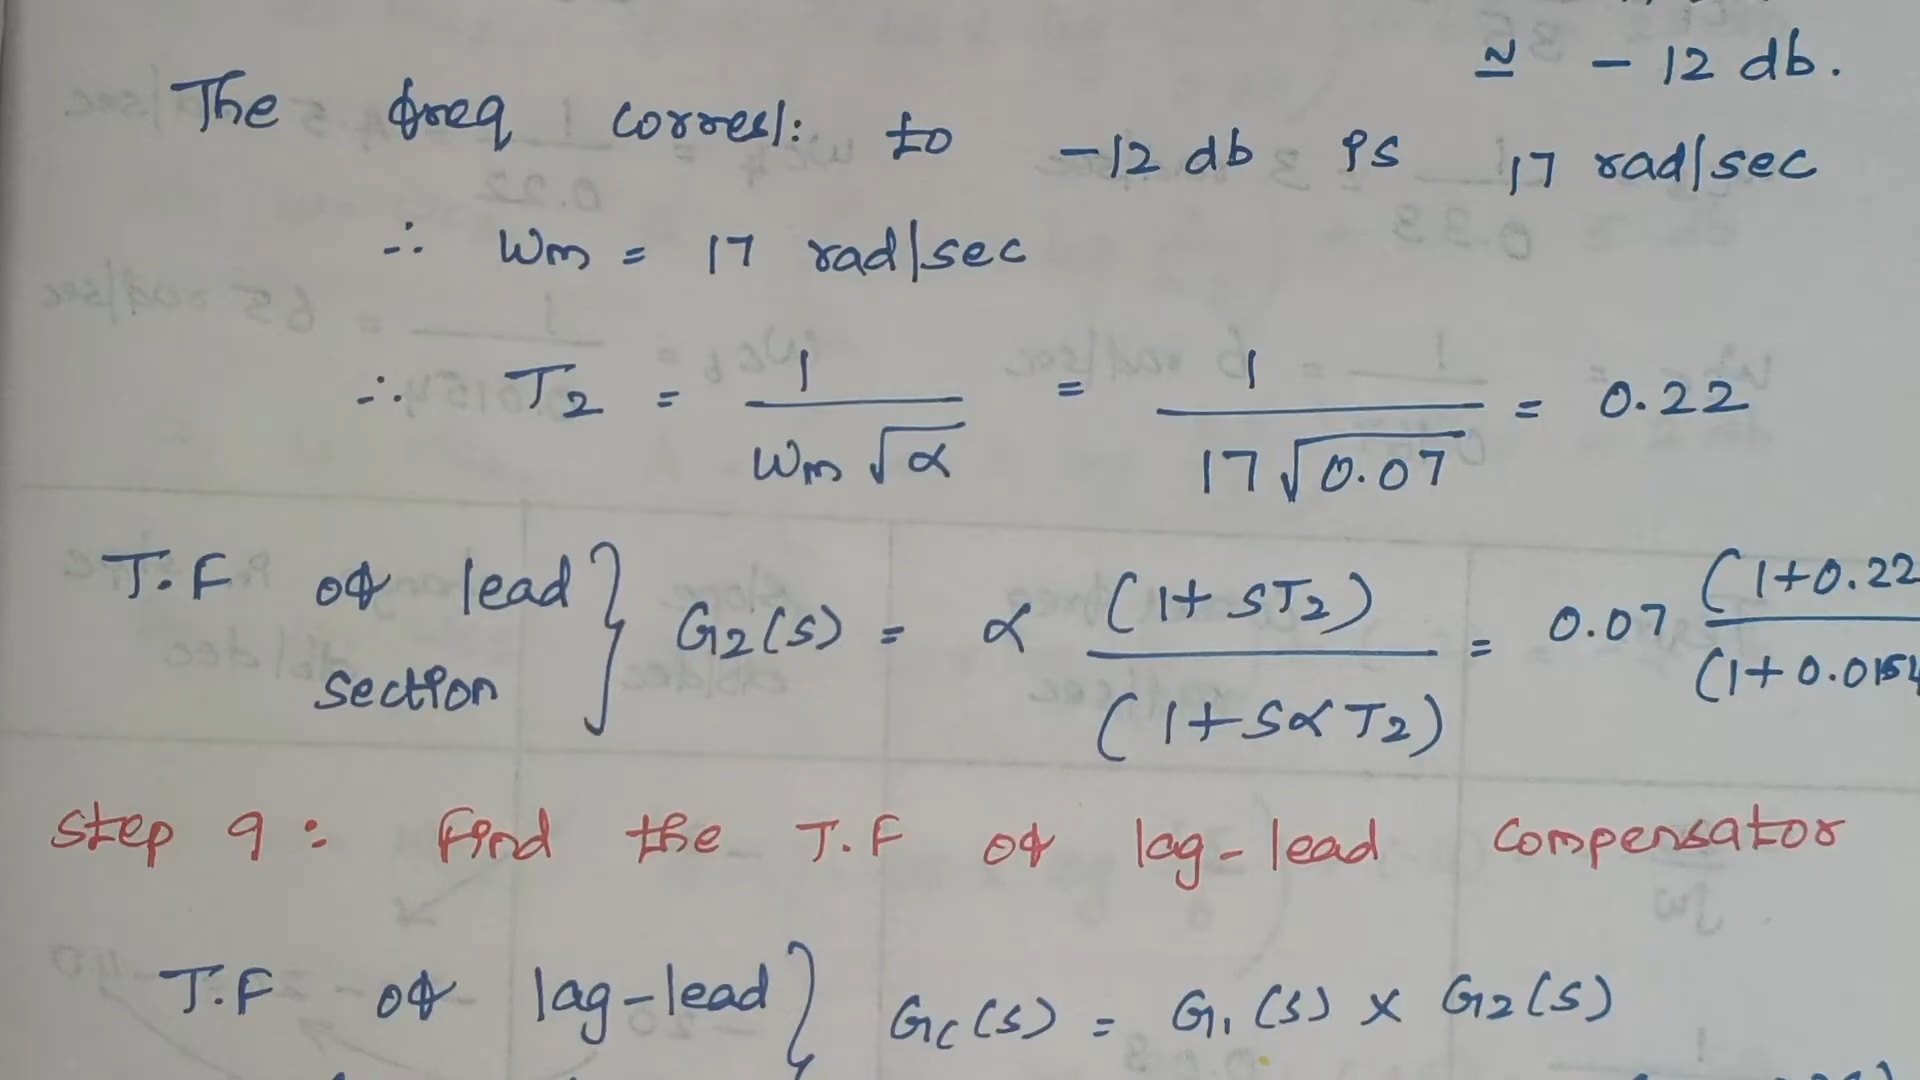 ≃ - 12 db.
The freq corresl: to -12 db is 17 rad/sec
∴ Wm = 17 rad/sec
∴ T2 = 1 / (Wm √α) = 1 / (17 √0.07) = 0.22
T.F of lead section } G2(s) = α (1+ST2) / (1+SαT2) = 0.07 (1+0.22 / (1+0.0154
Step 9: Find the T.F of lag-lead compensator
T.F of lag-lead } Gc(s) = G1(s) × G2(s)